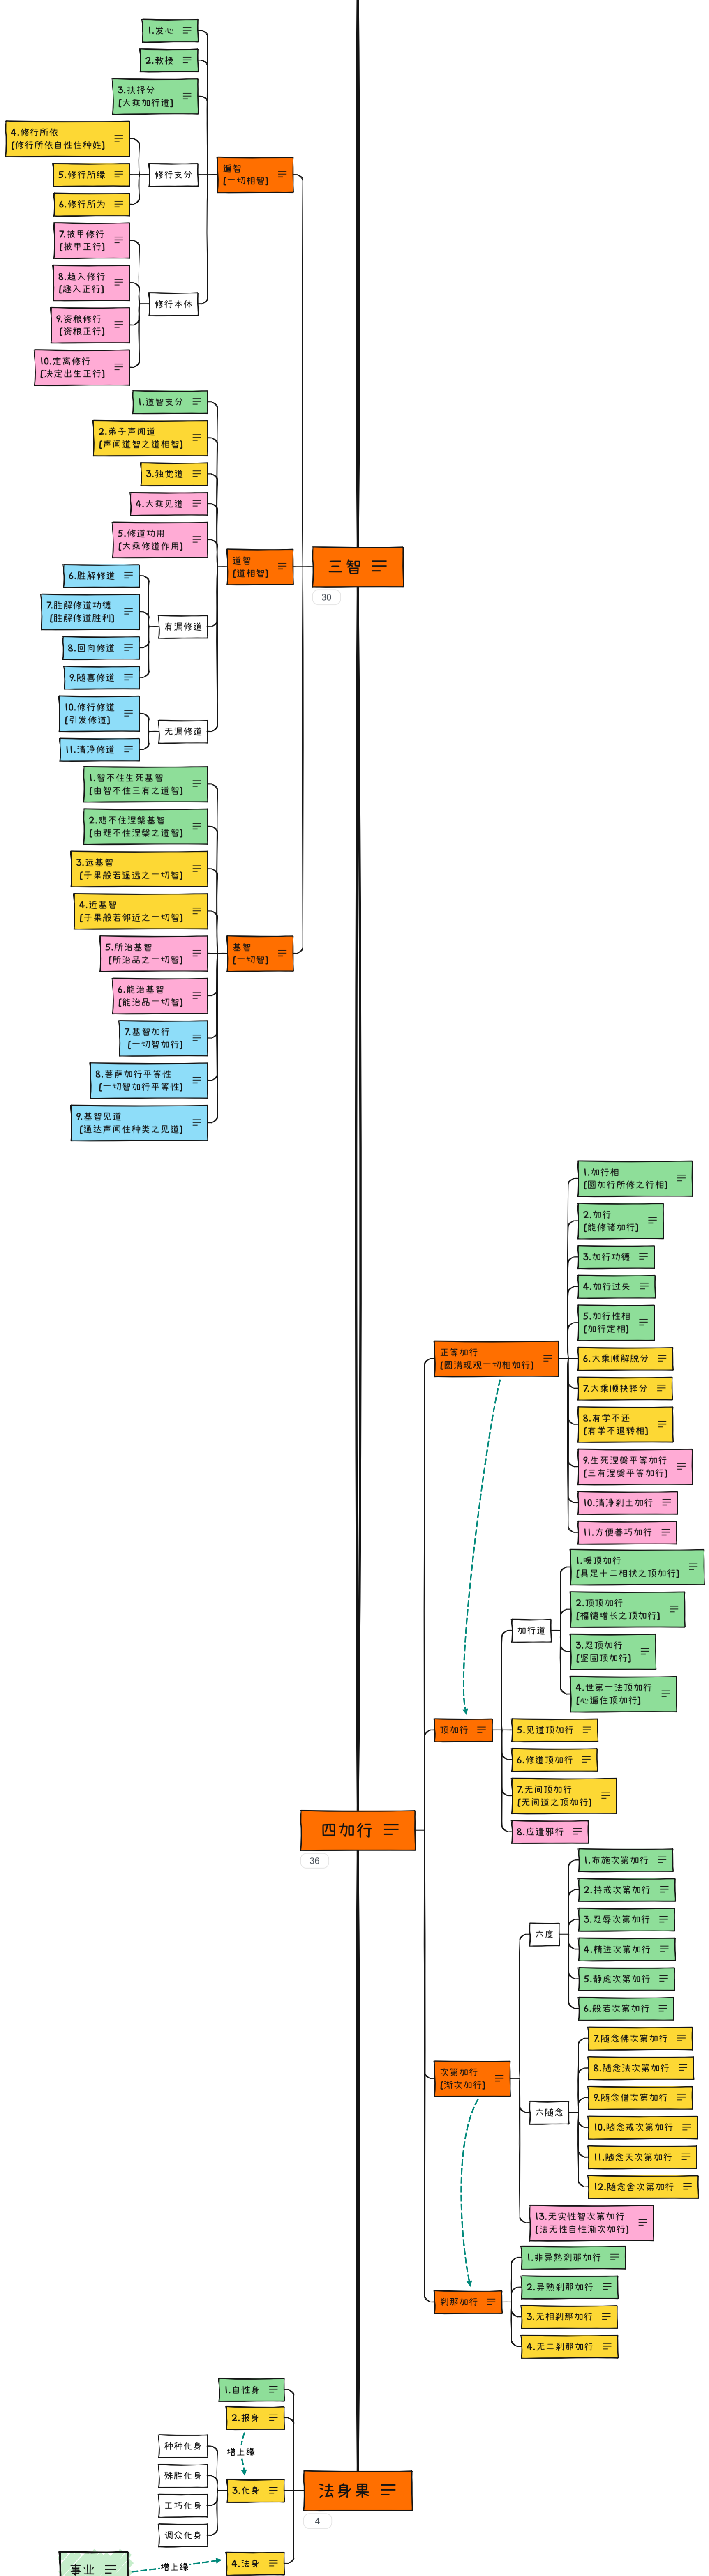 1.发心
2.教授
3.抉择分
(大乘加行道)
4.修行所依
(修行所依自性住种姓)
5.修行所缘
6.修行所为
修行支分
7.披甲修行
(披甲正行)
8.趋入修行
(趣入正行)
9.资粮修行
(资粮正行)
10.定离修行
(决定出生正行)
修行本体
遍智
(一切相智)
1.道智支分
2.弟子声闻道
(声闻道智之道相智)
3.独觉道
4.大乘见道
5.修道功用
(大乘修道作用)
6.胜解修道
7.胜解修道功德
(胜解修道胜利)
8.回向修道
9.随喜修道
有漏修道
10.修行修道
(引发修道)
11.清净修道
无漏修道
道智
(道相智)
1.智不住生死基智
(由智不住三有之道智)
2.悲不住涅槃基智
(由悲不住涅槃之道智)
3.远基智
(于果般若遥远之一切智)
4.近基智
(于果般若邻近之一切智)
5.所治基智
(所治品之一切智)
6.能治基智
(能治品一切智)
7.基智加行
(一切智加行)
8.菩萨加行平等性
(一切智加行平等性)
9.基智见道
(通达声闻住种类之见道)
基智
(一切智)
三智
30
1.加行相
(圆加行所修之行相)
2.加行
(能修诸加行)
3.加行功德
4.加行过失
5.加行性相
(加行定相)
6.大乘顺解脱分
7.大乘顺抉择分
8.有学不还
(有学不退转相)
9.生死涅槃平等加行
(三有涅槃平等加行)
10.清净刹土加行
11.方便善巧加行
正等加行
(圆满现观一切相加行)
1.暖顶加行
(具足十二相状之顶加行)
2.顶顶加行
(福德增长之顶加行)
3.忍顶加行
(坚固顶加行)
4.世第一法顶加行
(心遍住顶加行)
加行道
5.见道顶加行
6.修道顶加行
7.无间顶加行
(无间道之顶加行)
8.应遣邪行
顶加行
四加行
36
1.布施次第加行
2.持戒次第加行
3.忍辱次第加行
4.精进次第加行
5.静虑次第加行
6.般若次第加行
六度
7.随念佛次第加行
8.随念法次第加行
9.随念僧次第加行
10.随念戒次第加行
11.随念天次第加行
12.随念舍次第加行
六随念
13.无实性智次第加行
(法无性自性渐次加行)
次第加行
(渐次加行)
1.非异熟刹那加行
2.异熟刹那加行
3.无相刹那加行
4.无二刹那加行
刹那加行
1.自性身
2.报身
增上缘
种种化身
殊胜化身
工巧化身
调众化身
3.化身
法身果
4
4.法身
增上缘
事业